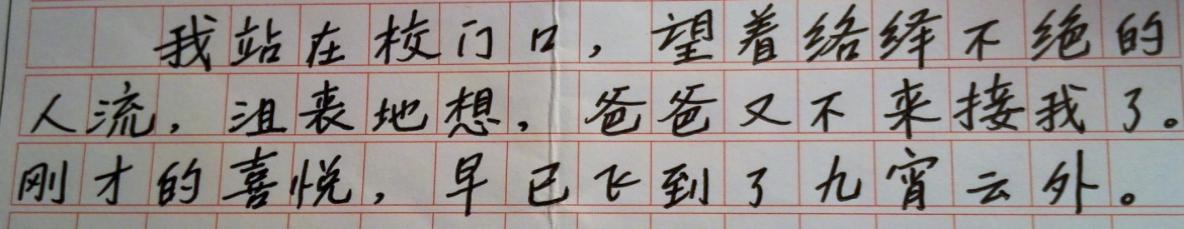 我站在校门口，望着络绎不绝的
人流，沮丧地想，爸爸又不来接我了。
刚才的喜悦，早已飞到了九宵云外。